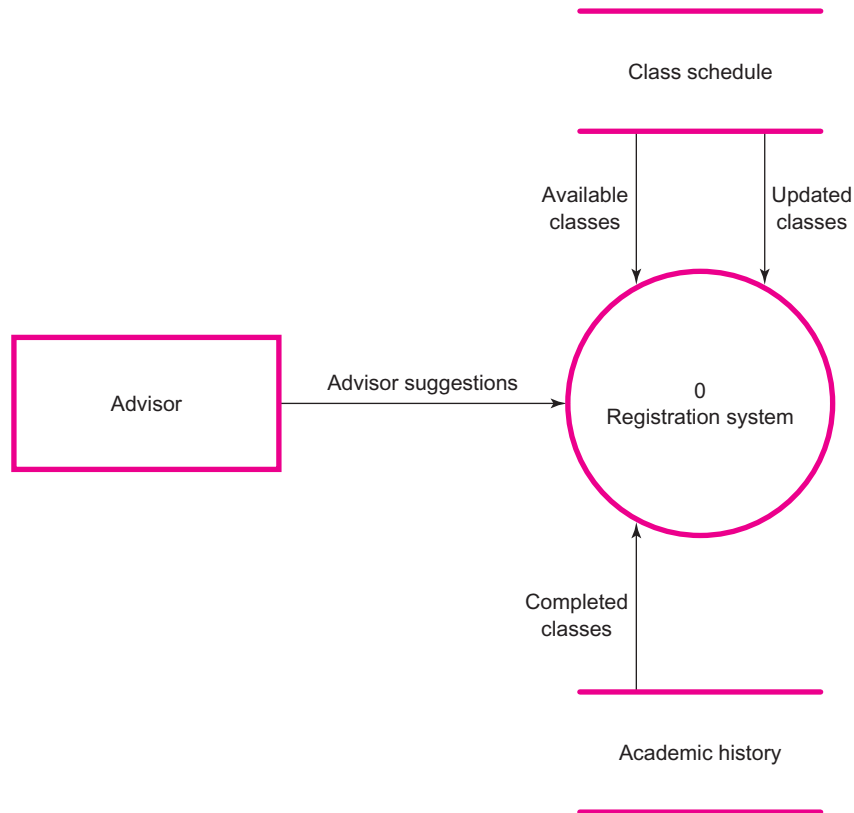 Class schedule
Available
classes
Updated
classes
Advisor
Advisor suggestions
0
Registration system
Completed
classes
Academic history